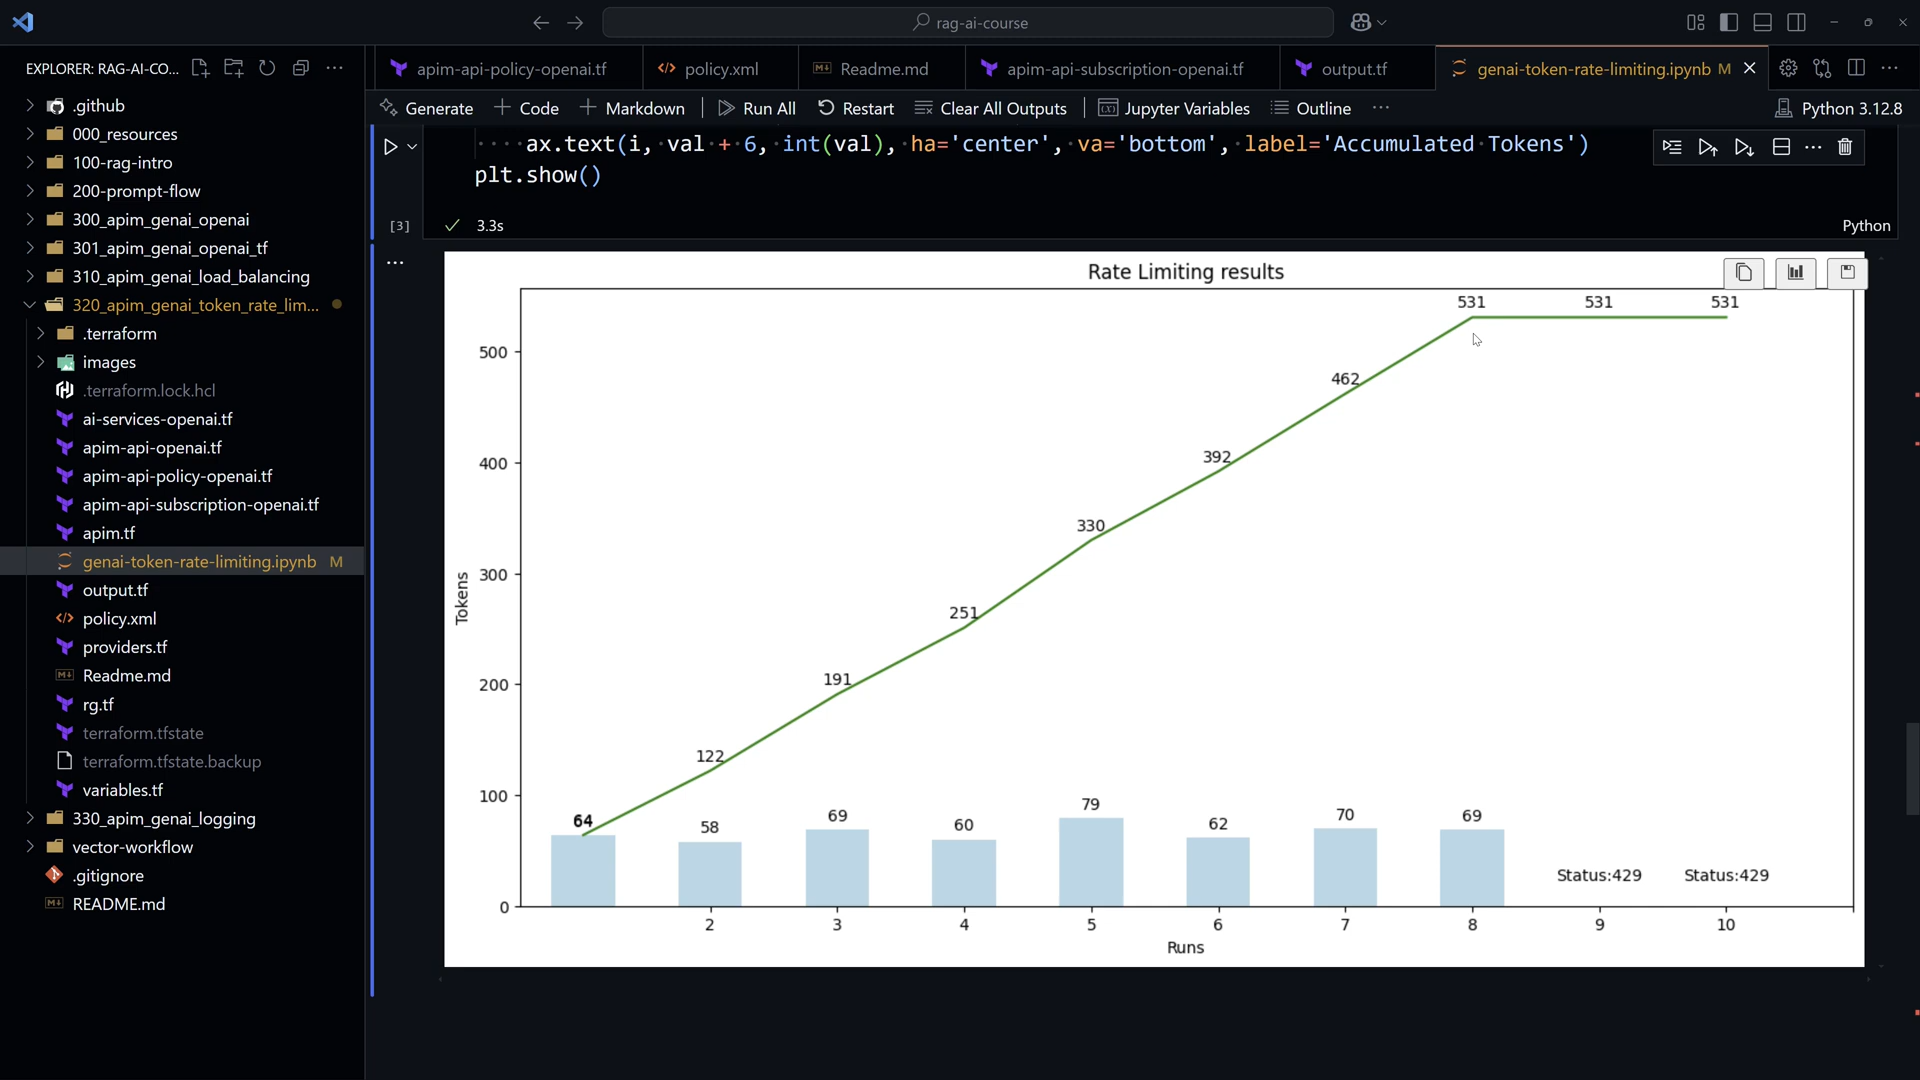 rag-ai-course
EXPLORER: RAG-AI-CO...
.github
000_resources
100-rag-intro
200-prompt-flow
300_apim_genai_openai
301_apim_genai_openai_tf
310_apim_genai_load_balancing
320_apim_genai_token_rate_lim...
.terraform
images
.terraform.lock.hcl
ai-services-openai.tf
apim-api-openai.tf
apim-api-policy-openai.tf
apim-api-subscription-openai.tf
apim.tf
genai-token-rate-limiting.ipynb M
output.tf
policy.xml
providers.tf
Readme.md
rg.tf
terraform.tfstate
terraform.tfstate.backup
variables.tf
330_apim_genai_logging
vector-workflow
.gitignore
README.md
apim-api-policy-openai.tf policy.xml Readme.md apim-api-subscription-openai.tf output.tf genai-token-rate-limiting.ipynb M
Generate + Code + Markdown Run All Restart Clear All Outputs Jupyter Variables Outline ... Python 3.12.8
ax.text(i, val + 6, int(val), ha='center', va='bottom', label='Accumulated Tokens')
plt.show()
[3] 3.3s Python
Rate Limiting results
531 531 531
500
462
400
392
330
300
251
200
191
122
100
64 58 69 60 79 62 70 69 Status:429 Status:429
0
2 3 4 5 6 7 8 9 10
Tokens
Runs